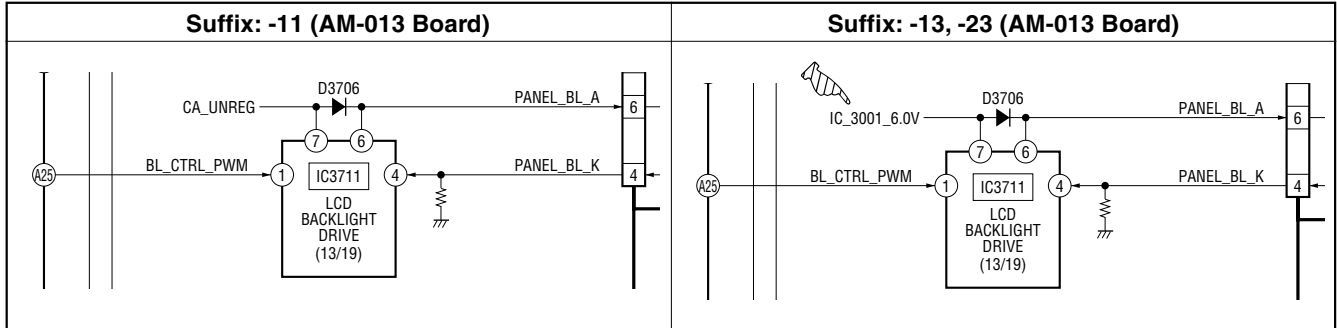 Suffix: -11 (AM-013 Board)
CA_UNREG
D3706
PANEL_BL_A
6
7
6
A25
BL_CTRL_PWM
1
IC3711
4
PANEL_BL_K
4
LCD
BACKLIGHT
DRIVE
(13/19)
Suffix: -13, -23 (AM-013 Board)
IC_3001_6.0V
D3706
PANEL_BL_A
6
7
6
A25
BL_CTRL_PWM
1
IC3711
4
PANEL_BL_K
4
LCD
BACKLIGHT
DRIVE
(13/19)